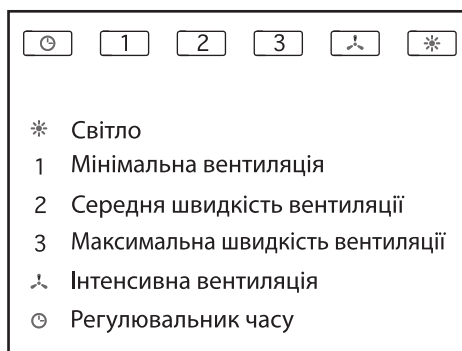 1 2 3
Світло
1 Мінімальна вентиляція
2 Середня швидкість вентиляції
3 Максимальна швидкість вентиляції
Інтенсивна вентиляція
Регулювальник часу